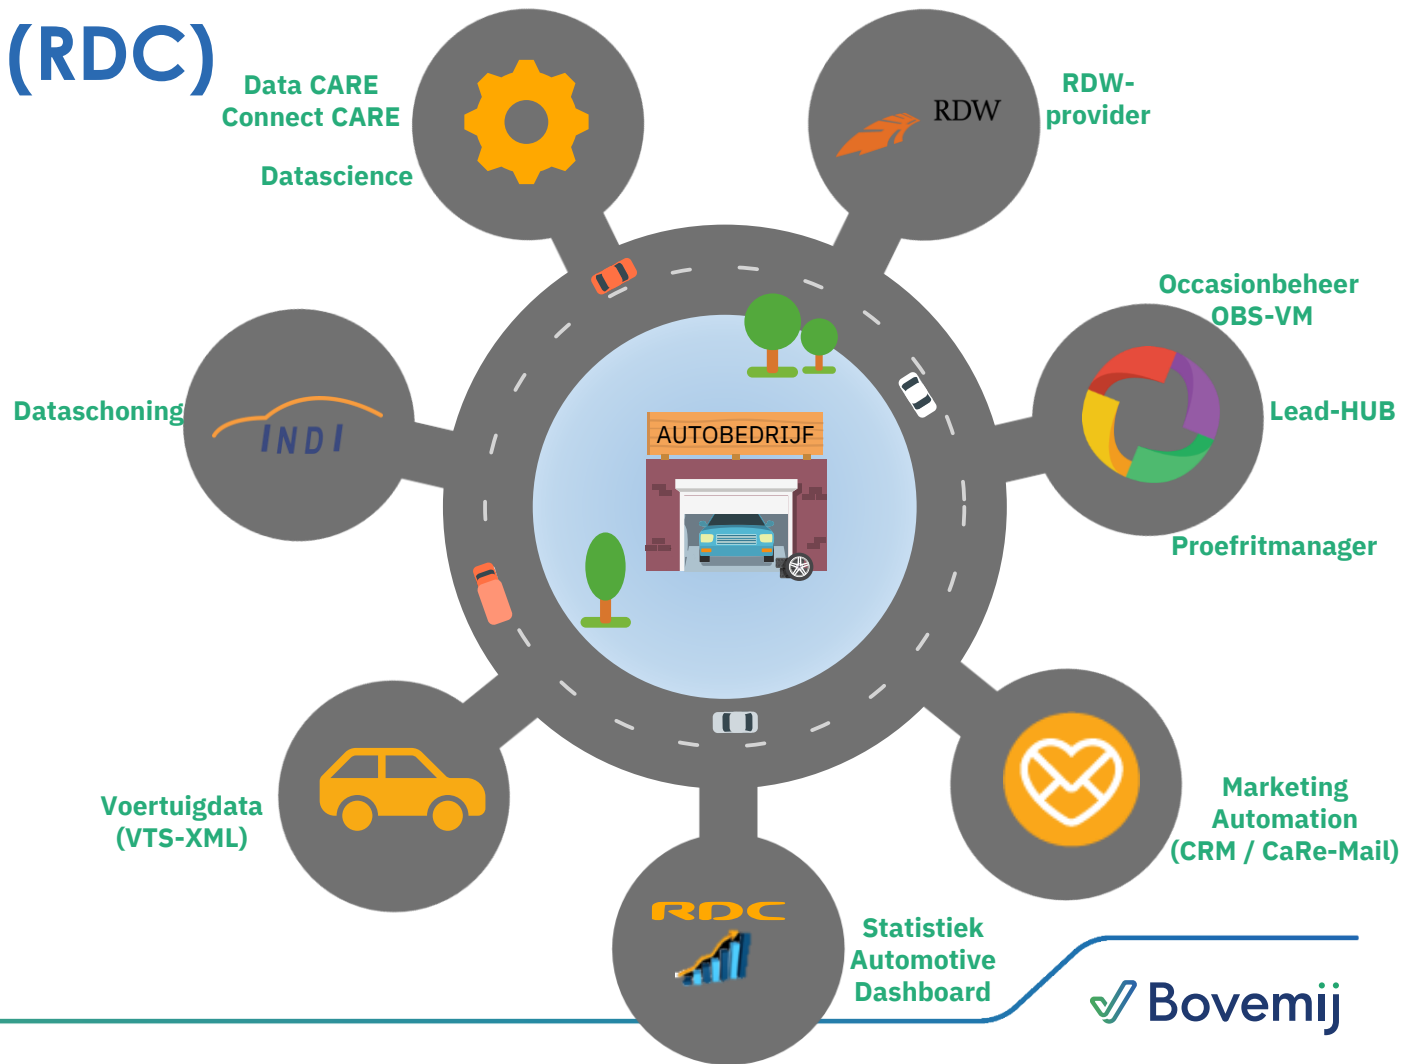 (RDC)
Data CARE
Connect CARE
Datascience
RDW
RDW-
provider
Occasionbeheer
OBS-VM
Lead-HUB
Proefritmanager
Dataschoning
INDI
AUTOBEDRIJF
Voertuigdata
(VTS-XML)
Marketing
Automation
(CRM / CaRe-Mail)
RDC
Statistiek
Automotive
Dashboard
Bovemij